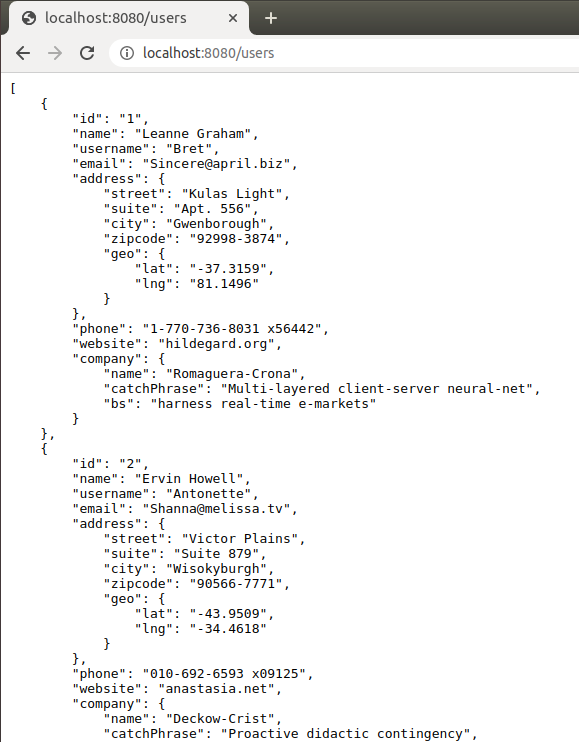 localhost:8080/users
localhost:8080/users
[
    {
        "id": "1",
        "name": "Leanne Graham",
        "username": "Bret",
        "email": "Sincere@april.biz",
        "address": {
            "street": "Kulas Light",
            "suite": "Apt. 556",
            "city": "Gwenborough",
            "zipcode": "92998-3874",
            "geo": {
                "lat": "-37.3159",
                "lng": "81.1496"
            }
        },
        "phone": "1-770-736-8031 x56442",
        "website": "hildegard.org",
        "company": {
            "name": "Romaguera-Crona",
            "catchPhrase": "Multi-layered client-server neural-net",
            "bs": "harness real-time e-markets"
        }
    },
    {
        "id": "2",
        "name": "Ervin Howell",
        "username": "Antonette",
        "email": "Shanna@melissa.tv",
        "address": {
            "street": "Victor Plains",
            "suite": "Suite 879",
            "city": "Wisokyburgh",
            "zipcode": "90566-7771",
            "geo": {
                "lat": "-43.9509",
                "lng": "-34.4618"
            }
        },
        "phone": "010-692-6593 x09125",
        "website": "anastasia.net",
        "company": {
            "name": "Deckow-Crist",
            "catchPhrase": "Proactive didactic contingency",